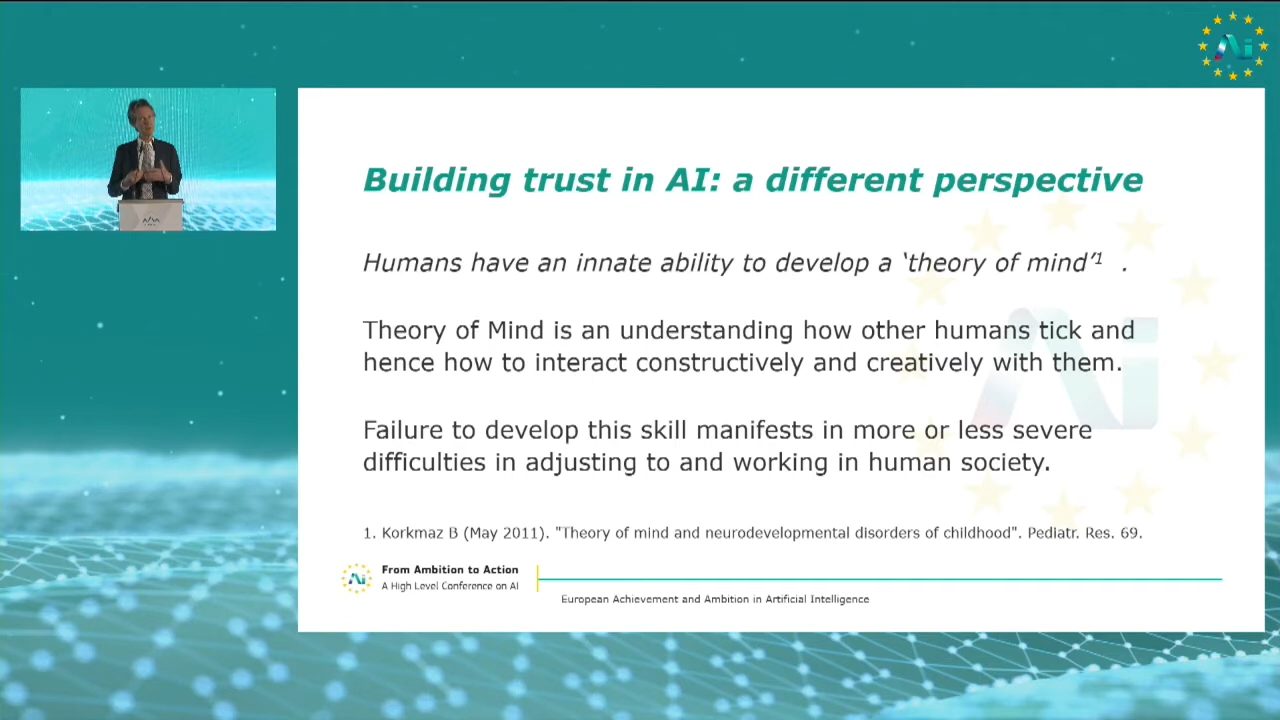 Ai
Building trust in AI: a different perspective
Humans have an innate ability to develop a ‘theory of mind’¹ .
Theory of Mind is an understanding how other humans tick and
hence how to interact constructively and creatively with them.
Failure to develop this skill manifests in more or less severe
difficulties in adjusting to and working in human society.
1. Korkmaz B (May 2011). "Theory of mind and neurodevelopmental disorders of childhood". Pediatr. Res. 69.
Ai
From Ambition to Action
A High Level Conference on AI
European Achievement and Ambition in Artificial Intelligence